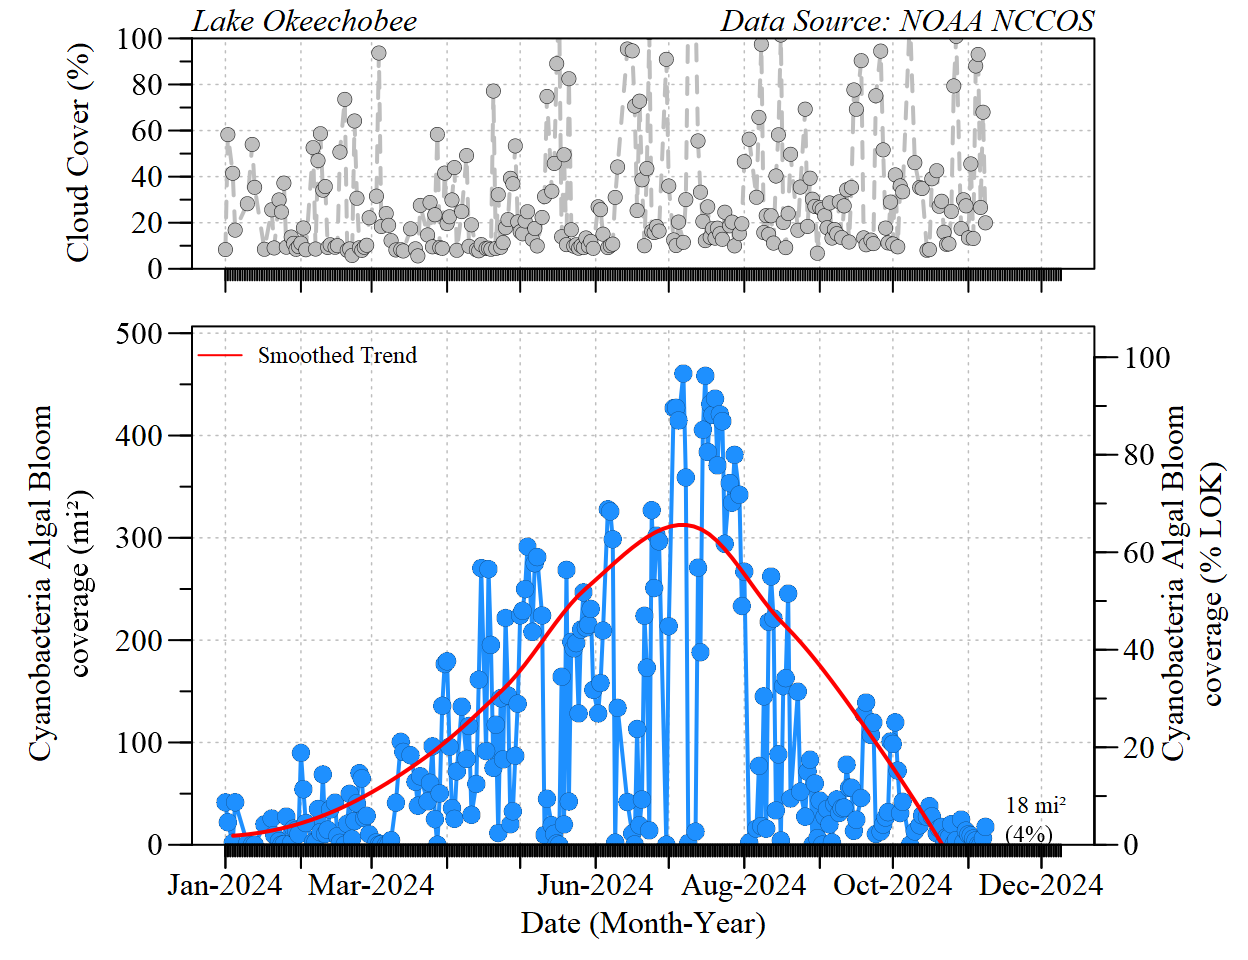 Lake Okeechobee Data Source: NOAA NCCOS
Cloud Cover (%)
100
80
60
40
20
0
Smoothed Trend
Cyanobacteria Algal Bloom
coverage (mi²)
500
400
300
200
100
0
100
80
60
40
20
0
Cyanobacteria Algal Bloom
coverage (% LOK)
18 mi²
(4%)
Jan-2024 Mar-2024 Jun-2024 Aug-2024 Oct-2024 Dec-2024
Date (Month-Year)